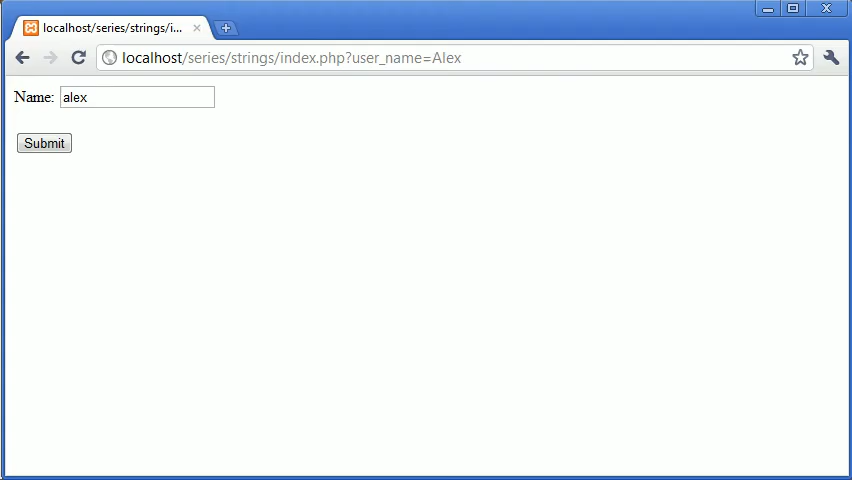 localhost/series/strings/i...
localhost/series/strings/index.php?user_name=Alex
Name: alex
Submit